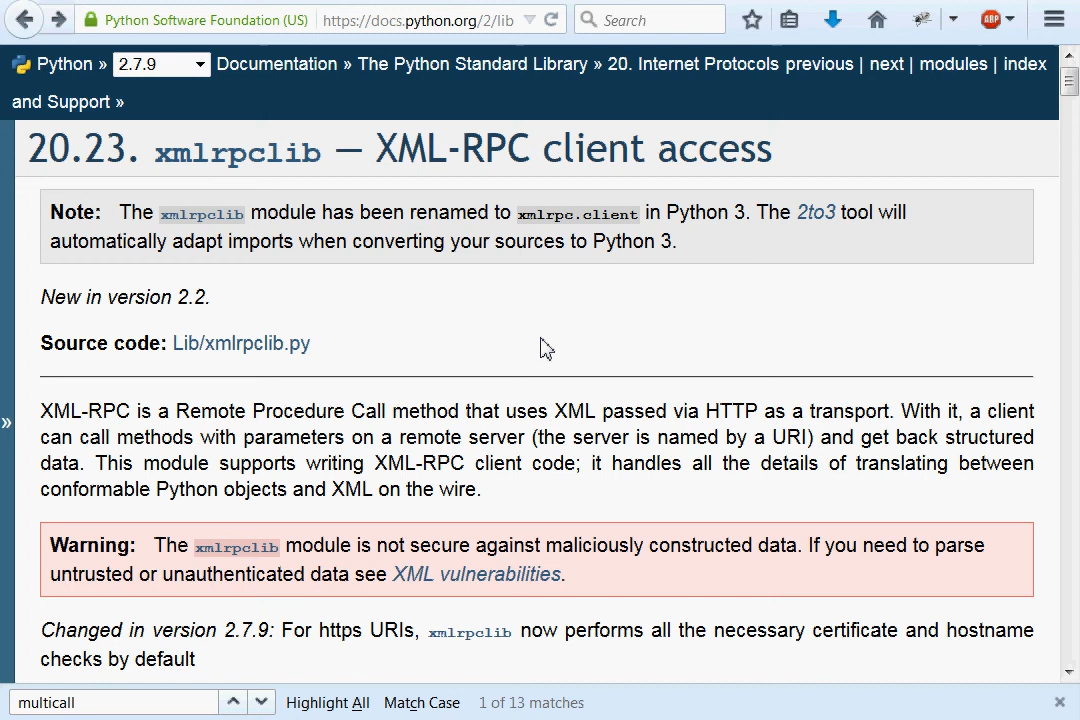 Python Software Foundation (US) https://docs.python.org/2/lib Search ABP
Python » 2.7.9 Documentation » The Python Standard Library » 20. Internet Protocols previous | next | modules | index
and Support »
20.23. xmlrpclib — XML-RPC client access
Note: The xmlrpclib module has been renamed to xmlrpc.client in Python 3. The 2to3 tool will
automatically adapt imports when converting your sources to Python 3.
New in version 2.2.
Source code: Lib/xmlrpclib.py
»
XML-RPC is a Remote Procedure Call method that uses XML passed via HTTP as a transport. With it, a client
can call methods with parameters on a remote server (the server is named by a URI) and get back structured
data. This module supports writing XML-RPC client code; it handles all the details of translating between
conformable Python objects and XML on the wire.
Warning: The xmlrpclib module is not secure against maliciously constructed data. If you need to parse
untrusted or unauthenticated data see XML vulnerabilities.
Changed in version 2.7.9: For https URIs, xmlrpclib now performs all the necessary certificate and hostname
checks by default
multicall Highlight All Match Case 1 of 13 matches